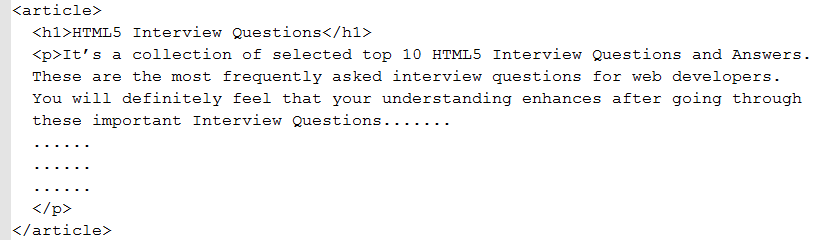 <article>
<h1>HTML5 Interview Questions</h1>
<p>It’s a collection of selected top 10 HTML5 Interview Questions and Answers.
These are the most frequently asked interview questions for web developers.
You will definitely feel that your understanding enhances after going through
these important Interview Questions.......
......
......
......
</p>
</article>